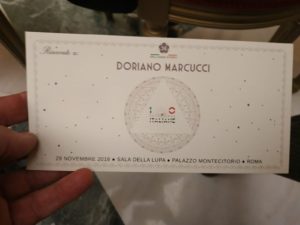 Riservato a:
DORIANO MARCUCCI
ITALIANE
29 NOVEMBRE 2019 • SALA DELLA LUPA • PALAZZO MONTECITORIO • ROMA